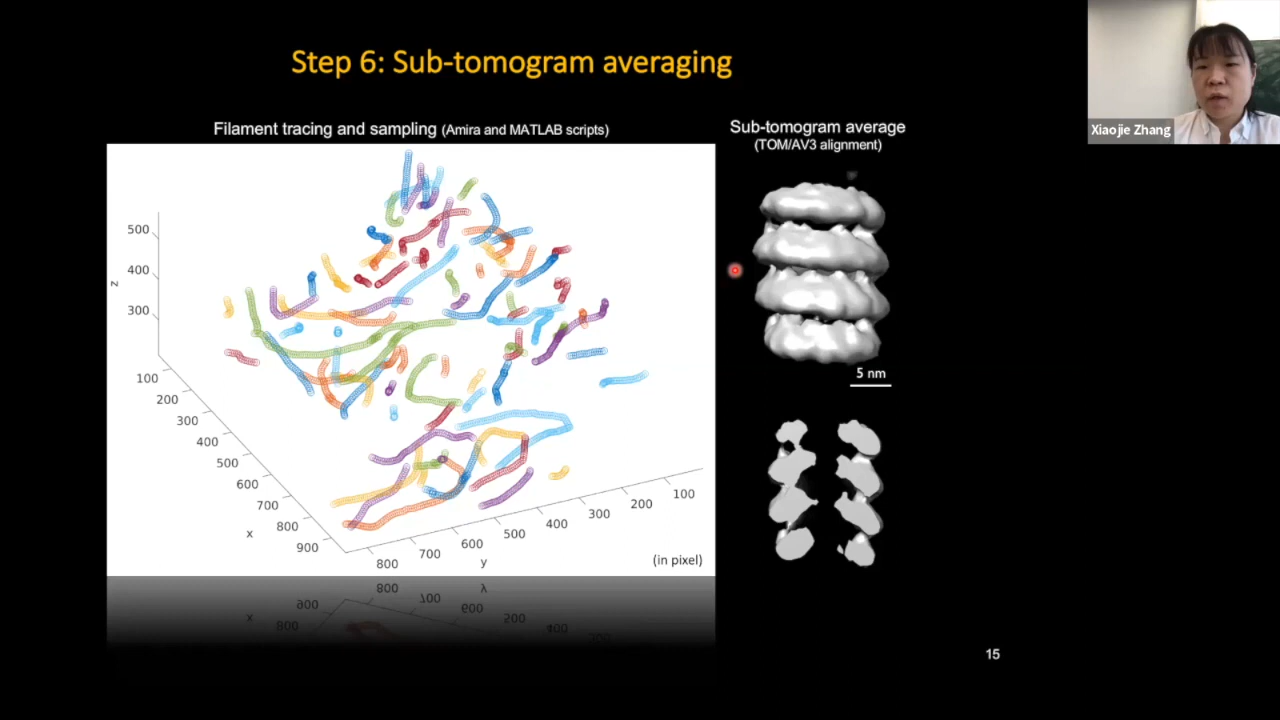 Step 6: Sub-tomogram averaging
Xiaojie Zhang
Filament tracing and sampling (Amira and MATLAB scripts)
Sub-tomogram average
(TOM/AV3 alignment)
500
400
300
z
100
200
300
400
500
600
700
800
900
x
800
700
600
500
400
300
200
100
y
(in pixel)
5 nm
15